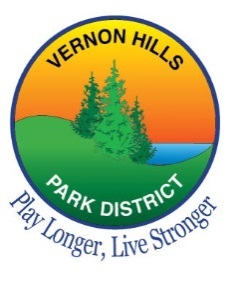 VERNON HILLS
PARK DISTRICT
Play Longer, Live Stronger